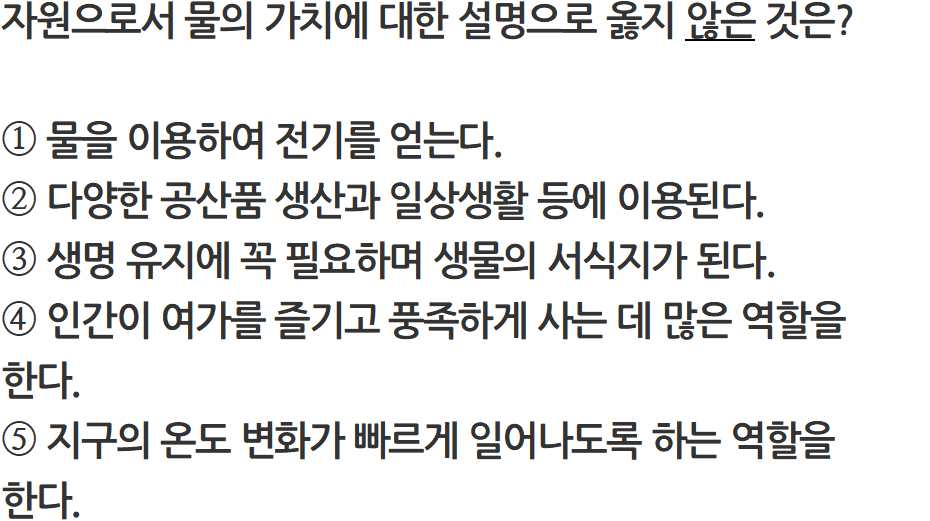 자원으로서 물의 가치에 대한 설명으로 옳지 않은 것은?
① 물을 이용하여 전기를 얻는다.
② 다양한 공산품 생산과 일상생활 등에 이용된다.
③ 생명 유지에 꼭 필요하며 생물의 서식지가 된다.
④ 인간이 여가를 즐기고 풍족하게 사는 데 많은 역할을
한다.
⑤ 지구의 온도 변화가 빠르게 일어나도록 하는 역할을
한다.